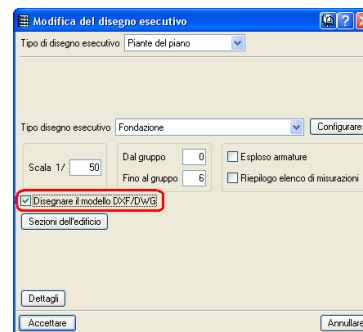 Modifica del disegno esecutivo
Tipo di disegno esecutivo Piante del piano
Tipo disegno esecutivo Fondazione Configurare
Scala 1/ 50
Dal gruppo 0
Fino al gruppo 6
Esploso armature
Riepilogo elenco di misurazioni
Disegnare il modello DXF/DWG
Sezioni dell'edificio
Dettagli
Accettare Annullare